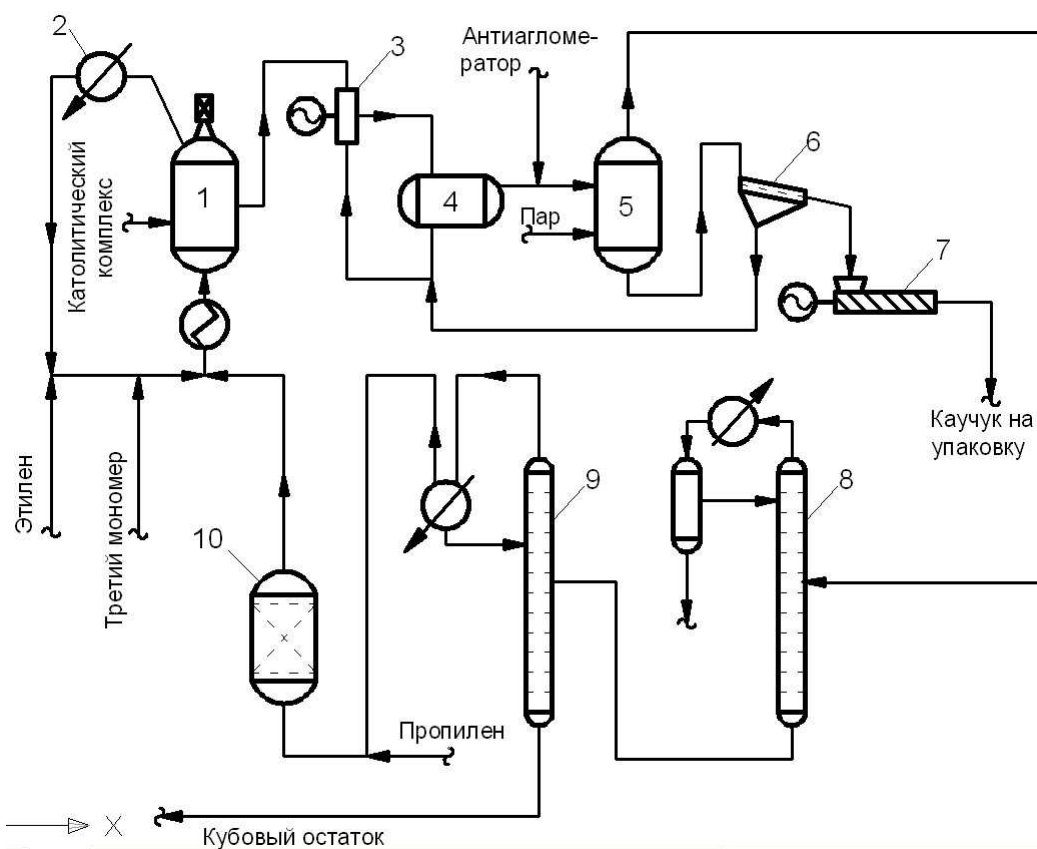 2
Антиагломе-
ратор
3
6
Католитический
комплекс
1
4
Пар
5
7
Каучук на
упаковку
Этилен
Третий мономер
10
9
8
Пропилен
X
Кубовый остаток